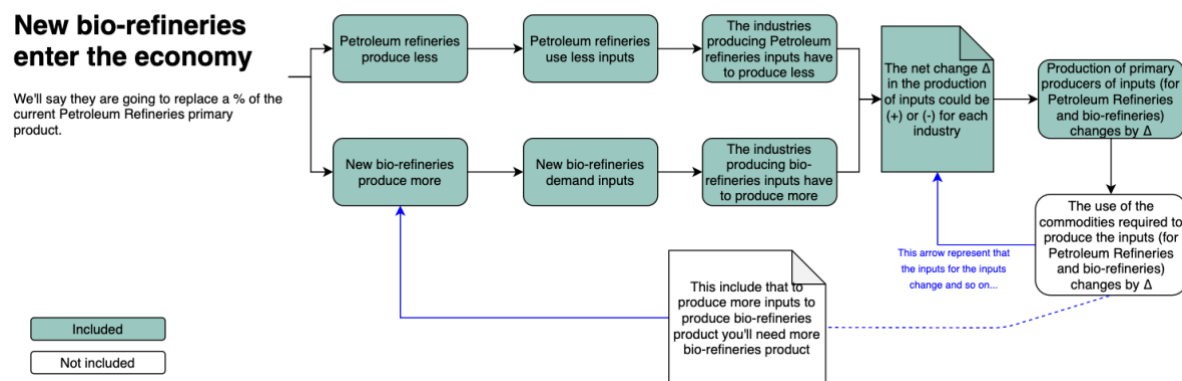 New bio-refineries
enter the economy
We'll say they are going to replace a % of the
current Petroleum Refineries primary
product.
Petroleum refineries
produce less
Petroleum refineries
use less inputs
The industries
producing Petroleum
refineries inputs have
to produce less
New bio-refineries
produce more
New bio-refineries
demand inputs
The industries
producing bio-
refineries inputs have
to produce more
The net change Δ
in the production
of inputs could be
(+) or (-) for each
industry
Production of primary
producers of inputs (for
Petroleum Refineries
and bio-refineries)
changes by Δ
The use of the
commodities required to
produce the inputs (for
Petroleum Refineries
and bio-refineries)
changes by Δ
This arrow represent that
the inputs for the inputs
change and so on...
This include that to
produce more inputs to
produce bio-refineries
product you'll need more
bio-refineries product
Included
Not included